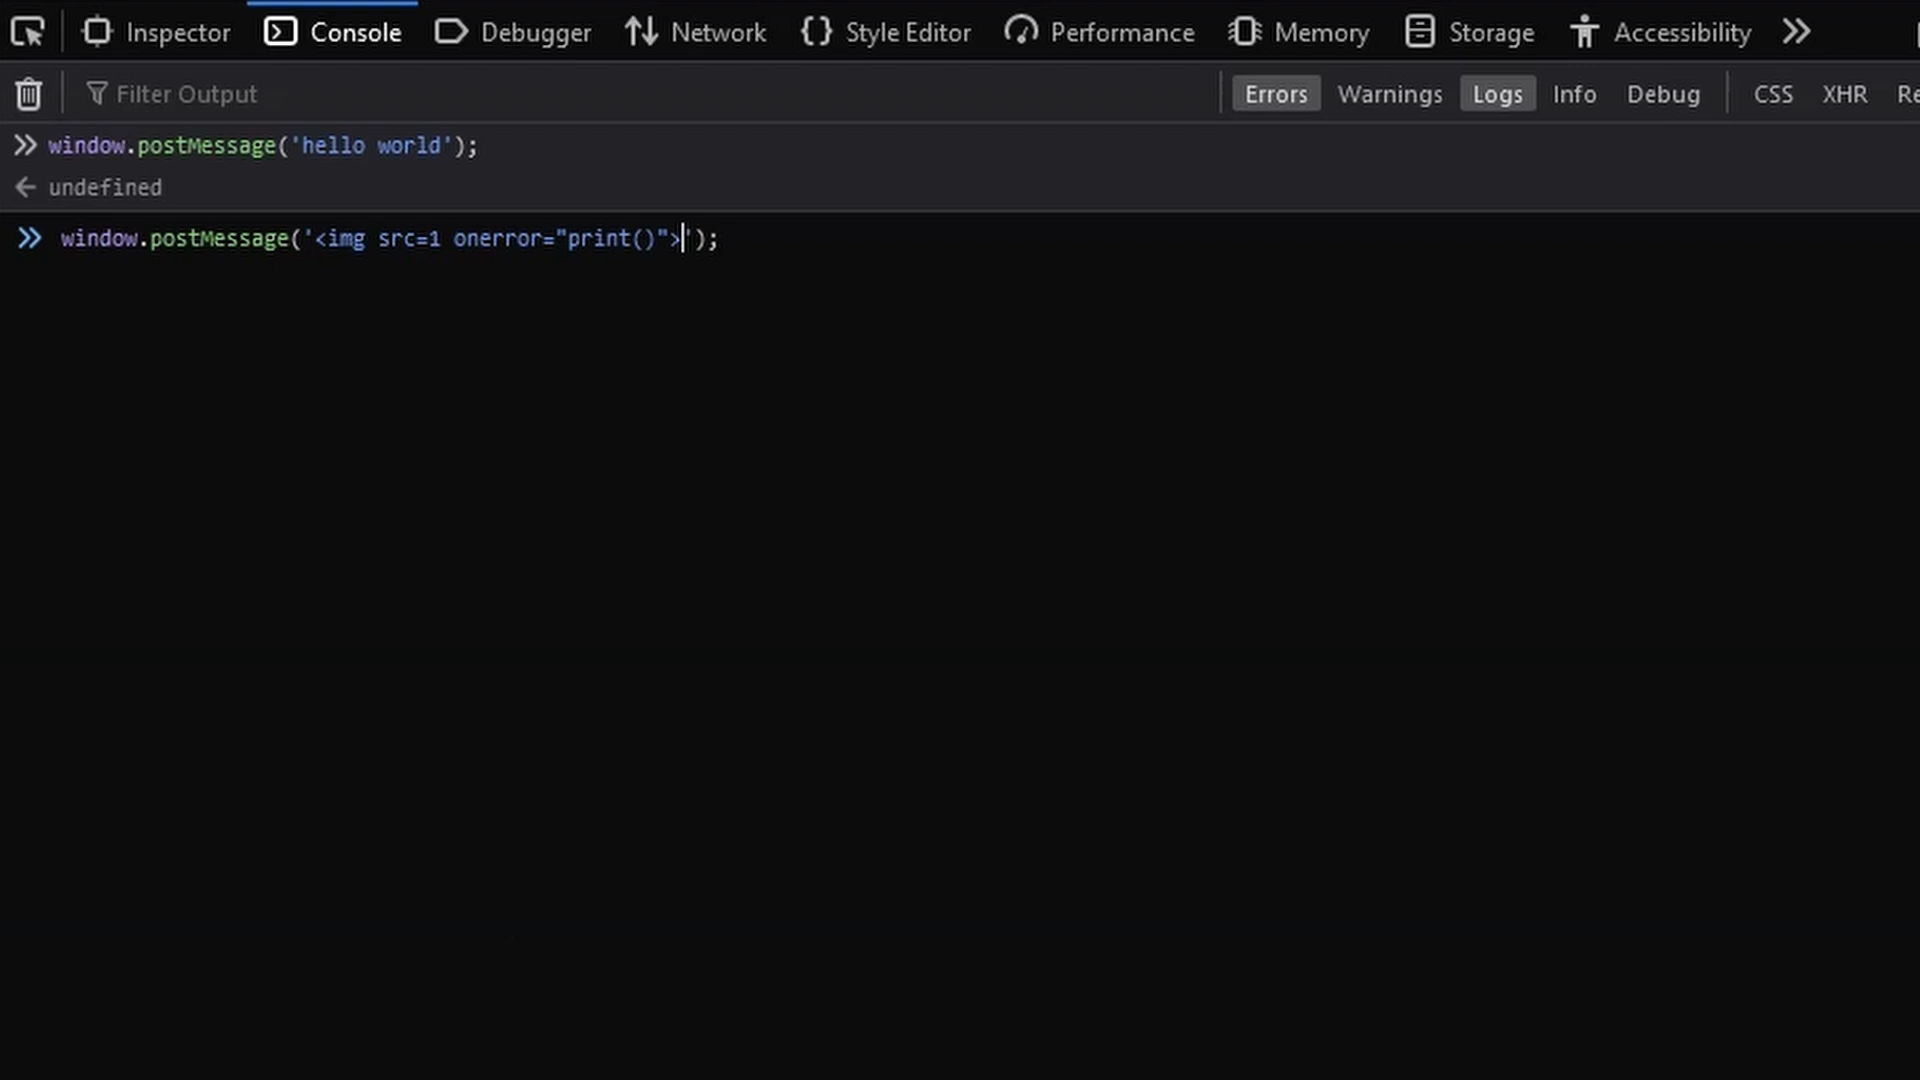 Inspector Console Debugger Network Style Editor Performance Memory Storage Accessibility
Filter Output Errors Warnings Logs Info Debug CSS XHR Re
window.postMessage('hello world');
undefined
window.postMessage('<img src=1 onerror="print()">');